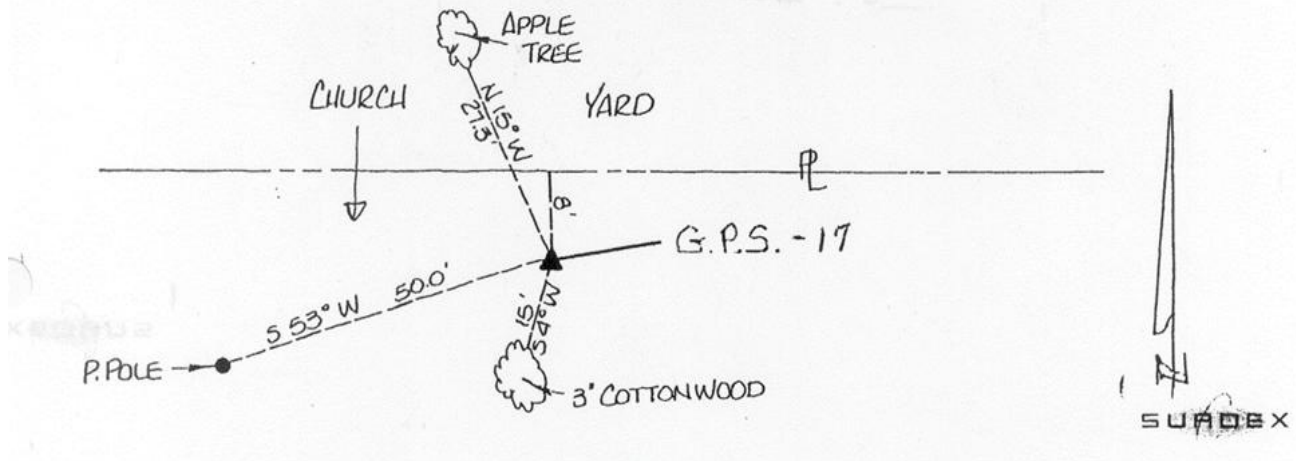 APPLE
TREE
CHURCH
YARD
N 15° W
27.3'
PL
8'
G.P.S. - 17
S 53° W 50.0'
15'
S 4° W
P. POLE
3" COTTONWOOD
N
SURDEX